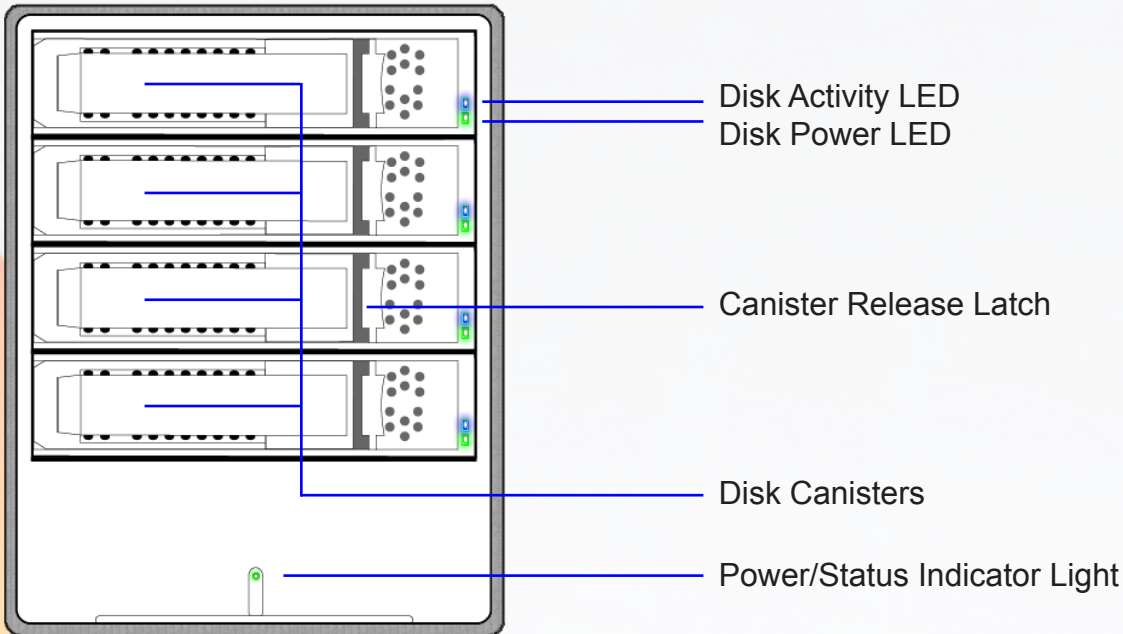 Disk Activity LED
Disk Power LED
Canister Release Latch
Disk Canisters
Power/Status Indicator Light